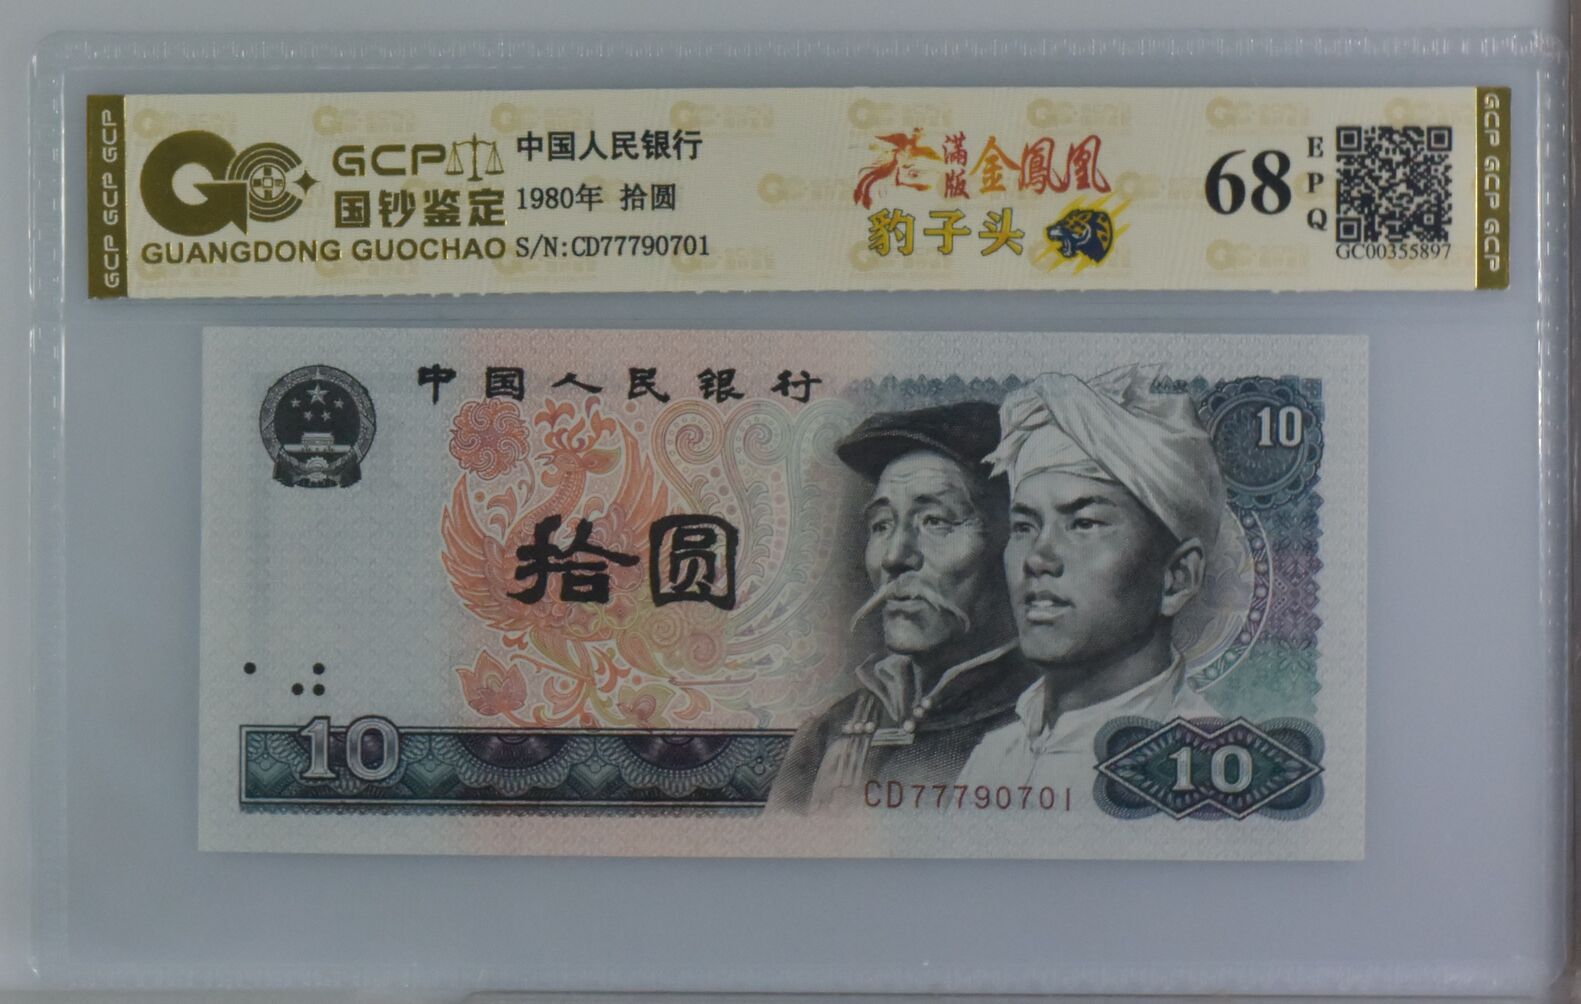 GCP GCP GCP
GCP
国钞鉴定
GUANGDONG GUOCHAO
中国人民银行
1980年 拾圆
S/N:CD77790701
满版
金鳳凰
豹子头
68
EPQ
GC00355897
GCP GCP GCP
中国人民银行
10
拾圆
10
CD77790701
10